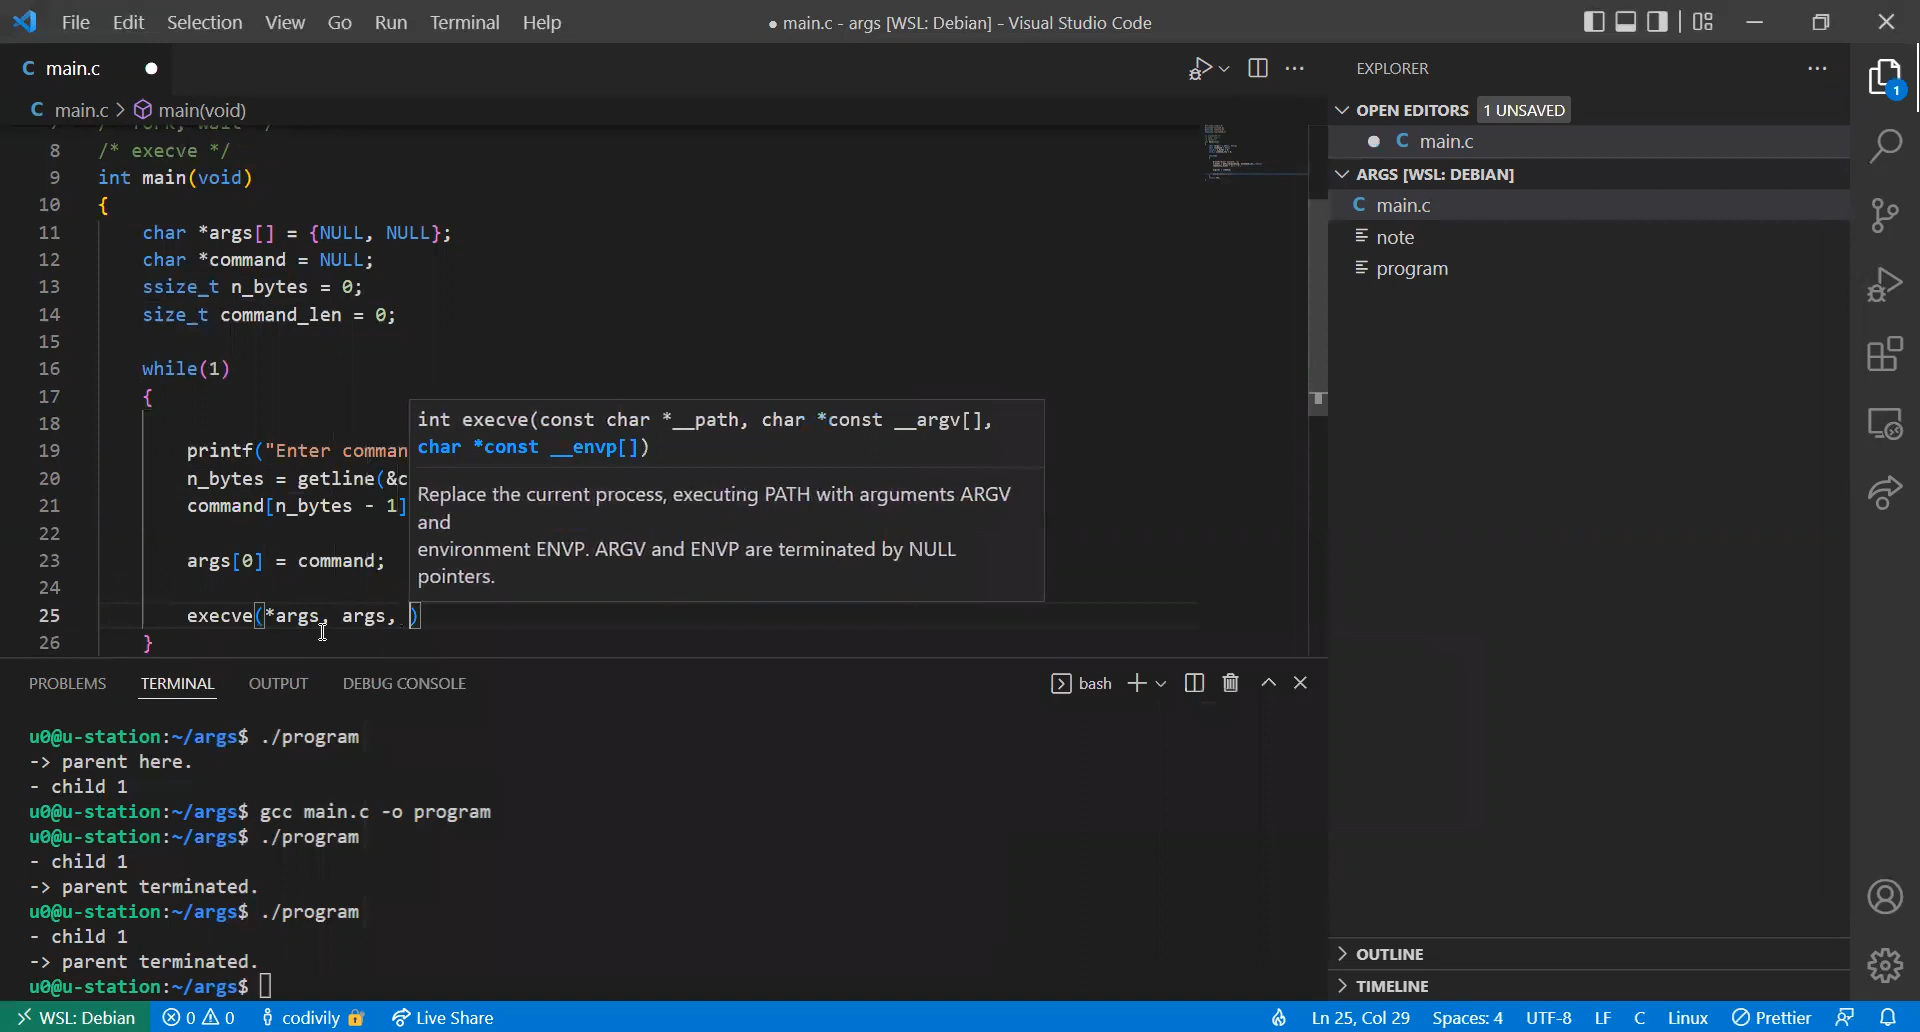 File Edit Selection View Go Run Terminal Help
● main.c - args [WSL: Debian] - Visual Studio Code
C main.c ●
C main.c > main(void)
8 /* execve */
9 int main(void)
10 {
11 char *args[] = {NULL, NULL};
12 char *command = NULL;
13 ssize_t n_bytes = 0;
14 size_t command_len = 0;
15
16 while(1)
17 {
18
19 printf("Enter comman
20 n_bytes = getline(&c
21 command[n_bytes - 1]
22
23 args[0] = command;
24
25 execve(*args, args, )
26 }
int execve(const char *__path, char *const __argv[],
char *const __envp[])
Replace the current process, executing PATH with arguments ARGV
and
environment ENVP. ARGV and ENVP are terminated by NULL
pointers.
PROBLEMS TERMINAL OUTPUT DEBUG CONSOLE
bash
u0@u-station:~/args$ ./program
-> parent here.
- child 1
u0@u-station:~/args$ gcc main.c -o program
u0@u-station:~/args$ ./program
- child 1
-> parent terminated.
u0@u-station:~/args$ ./program
- child 1
-> parent terminated.
u0@u-station:~/args$
EXPLORER
OPEN EDITORS 1 UNSAVED
● C main.c
ARGS [WSL: DEBIAN]
C main.c
note
program
OUTLINE
TIMELINE
1
WSL: Debian 0 0 codivily Live Share
Ln 25, Col 29 Spaces: 4 UTF-8 LF C Linux Prettier